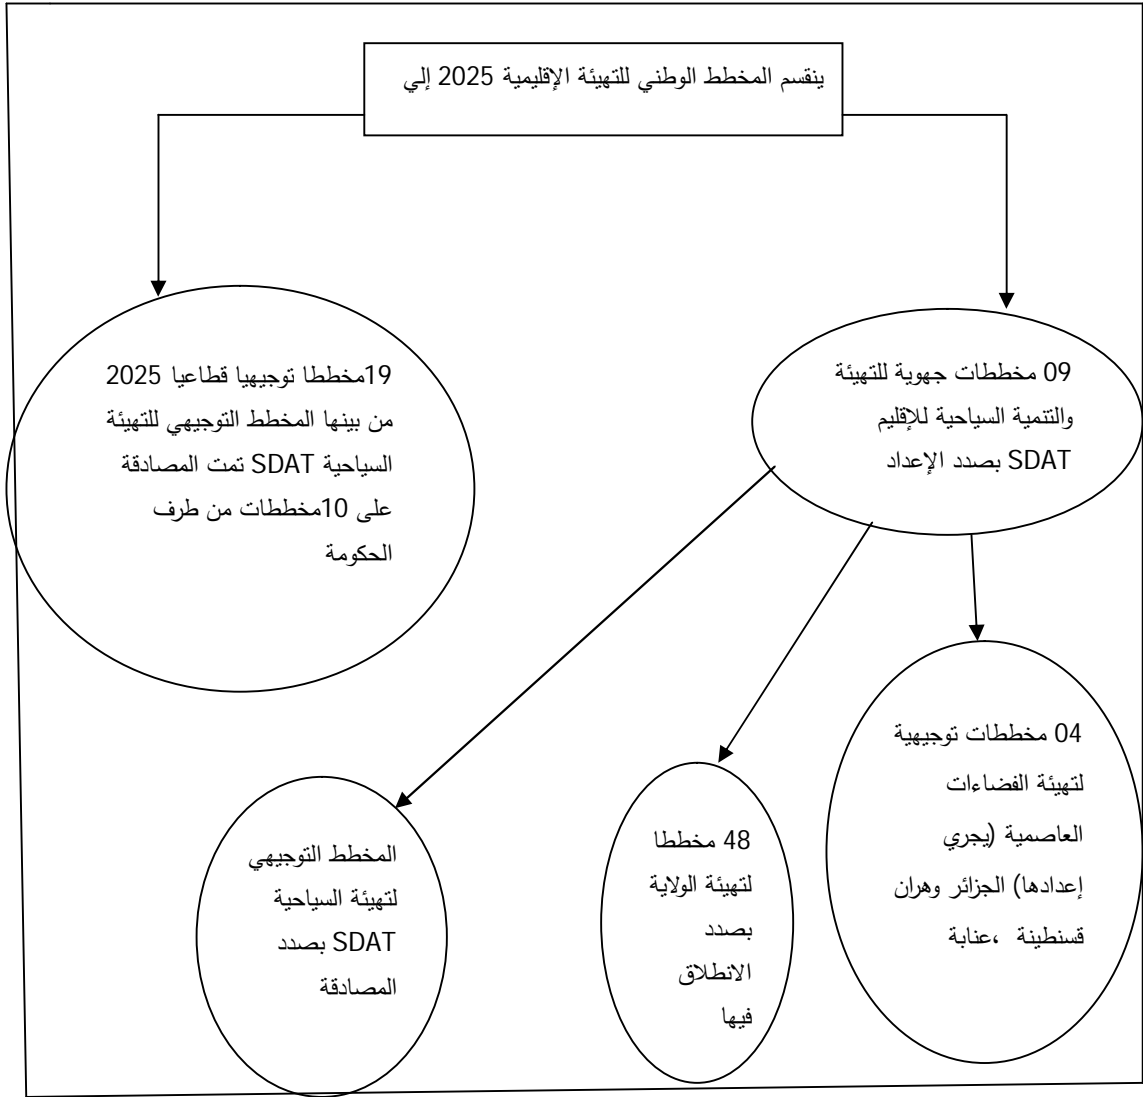 ينقسم المخطط الوطني للتهيئة الإقليمية 2025 إلي
09 مخططات جهوية للتهيئة
والتنمية السياحية للإقليم
SDAT بصدد الإعداد
19مخططا توجيهيا قطاعيا 2025
من بينها المخطط التوجيهي للتهيئة
السياحية SDAT تمت المصادقة
على 10مخططات من طرف
الحكومة
04 مخططات توجيهية
لتهيئة الفضاءات
العاصمية (يجري
إعدادها) الجزائر وهران
قسنطينة ،عنابة
48 مخططا
لتهيئة الولاية
بصدد
الانطلاق
فيها
المخطط التوجيهي
لتهيئة السياحية
SDAT بصدد
المصادقة